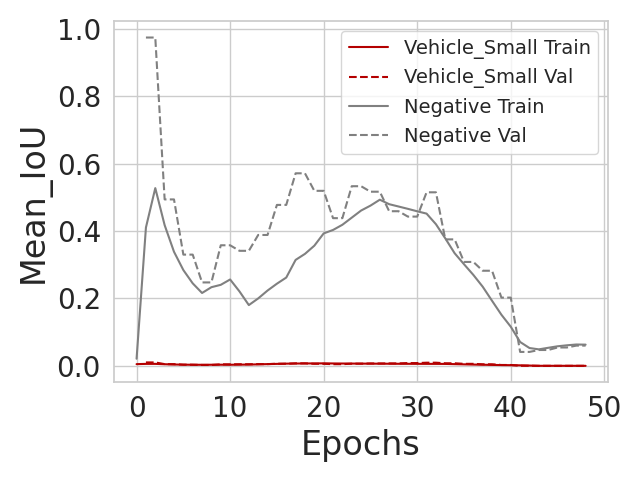 1.0
0.8
0.6
0.4
0.2
0.0
Mean_IoU
Vehicle_Small Train
Vehicle_Small Val
Negative Train
Negative Val
0 10 20 30 40 50
Epochs